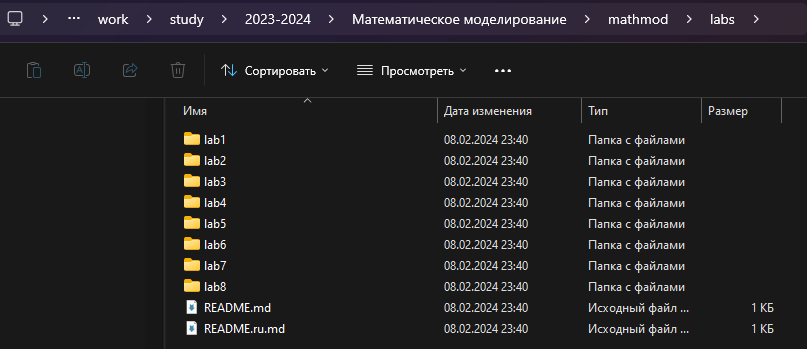 ··· work study 2023-2024 Математическое моделирование mathmod labs
Сортировать Просмотреть ···
Имя Дата изменения Тип Размер
lab1 08.02.2024 23:40 Папка с файлами
lab2 08.02.2024 23:40 Папка с файлами
lab3 08.02.2024 23:40 Папка с файлами
lab4 08.02.2024 23:40 Папка с файлами
lab5 08.02.2024 23:40 Папка с файлами
lab6 08.02.2024 23:40 Папка с файлами
lab7 08.02.2024 23:40 Папка с файлами
lab8 08.02.2024 23:40 Папка с файлами
README.md 08.02.2024 23:40 Исходный файл ... 1 КБ
README.ru.md 08.02.2024 23:40 Исходный файл ... 1 КБ